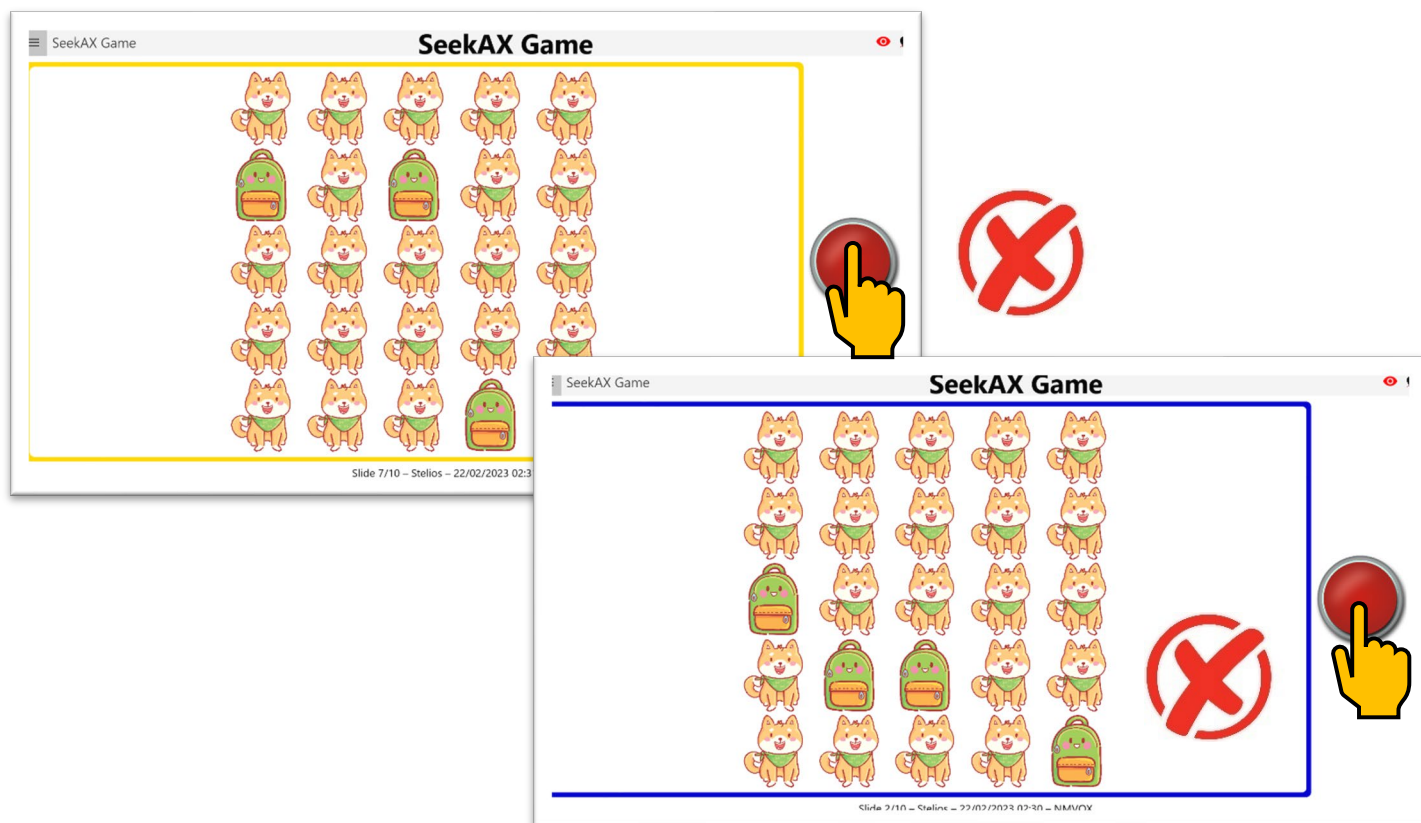 SeekAX Game
SeekAX Game
Slide 7/10 – Stelios – 22/02/2023 02:3
SeekAX Game
SeekAX Game
Slide 2/10 – Stelios – 22/02/2023 02:30 – NMVOX